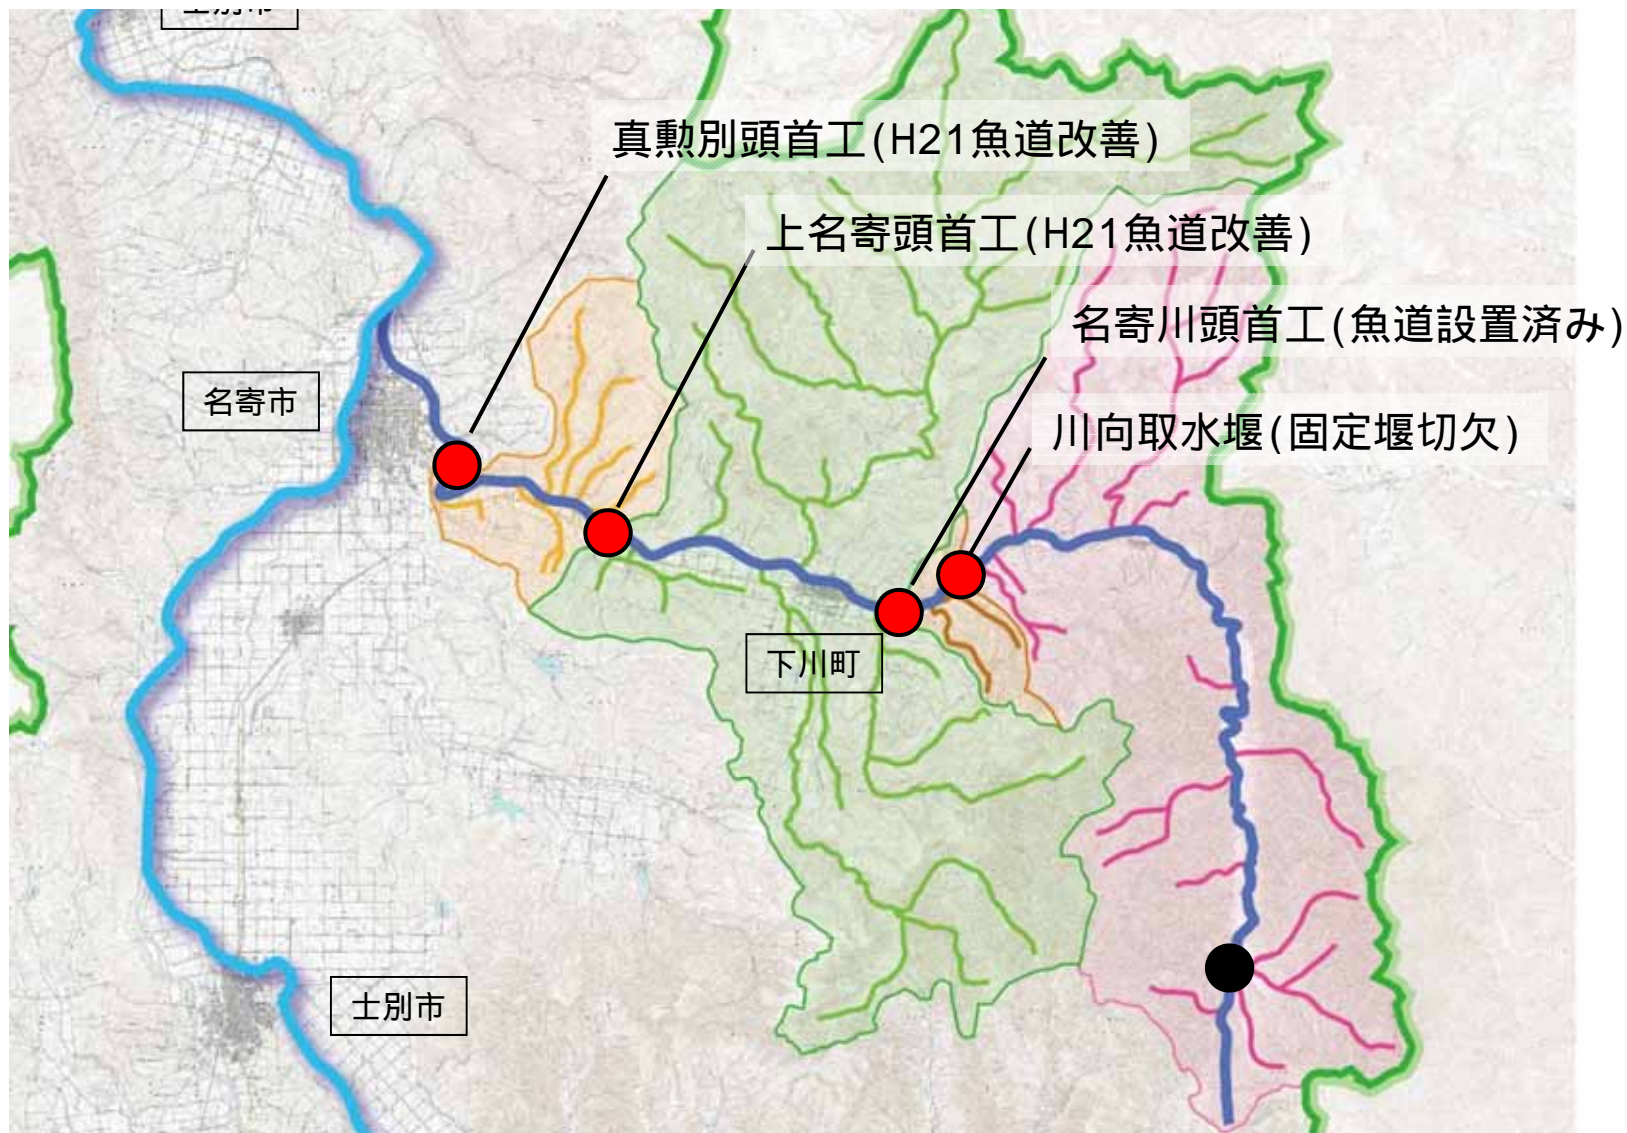 真勲別頭首工(H21魚道改善)
上名寄頭首工(H21魚道改善)
名寄川頭首工(魚道設置済み)
名寄市
川向取水堰(固定堰切欠)
下川町
士別市